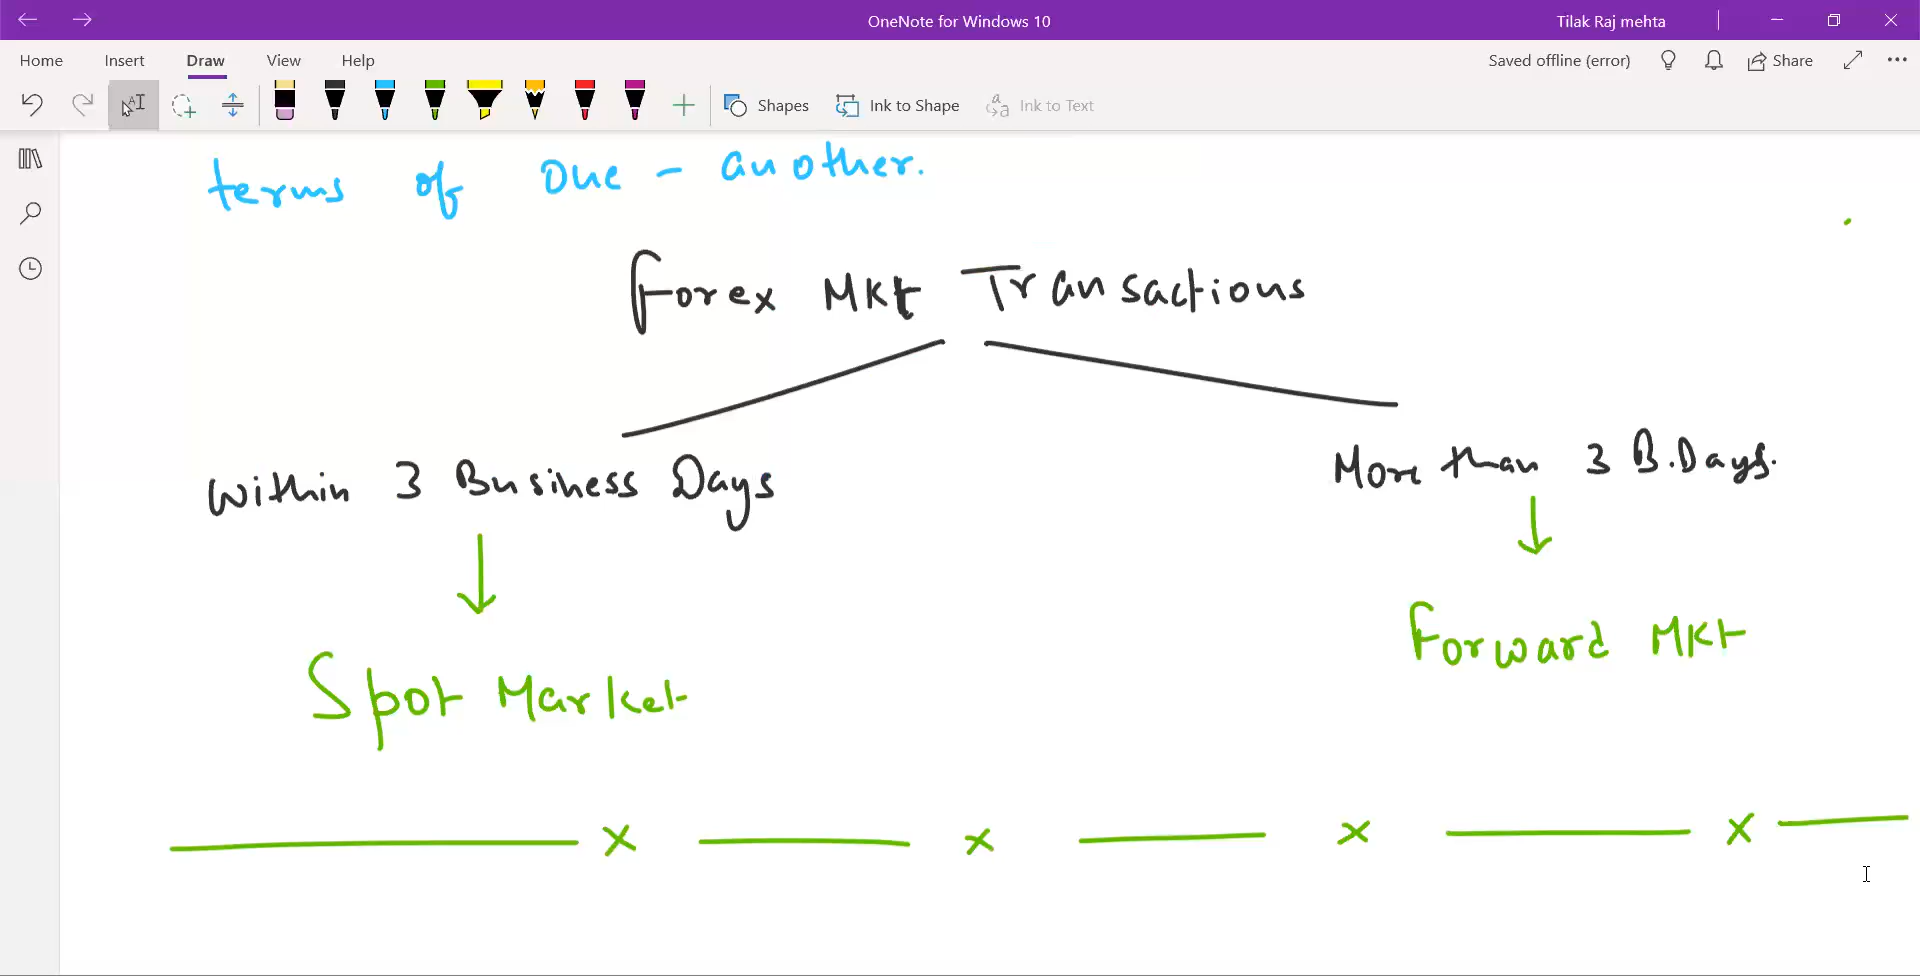 OneNote for Windows 10
Tilak Raj mehta
Home Insert Draw View Help
Saved offline (error) Share
Shapes Ink to Shape Ink to Text
terms of one - another.
Forex Mkt Transactions
Within 3 Business Days
More than 3 B.Days.
Spot Market
Forward Mkt
x x x x